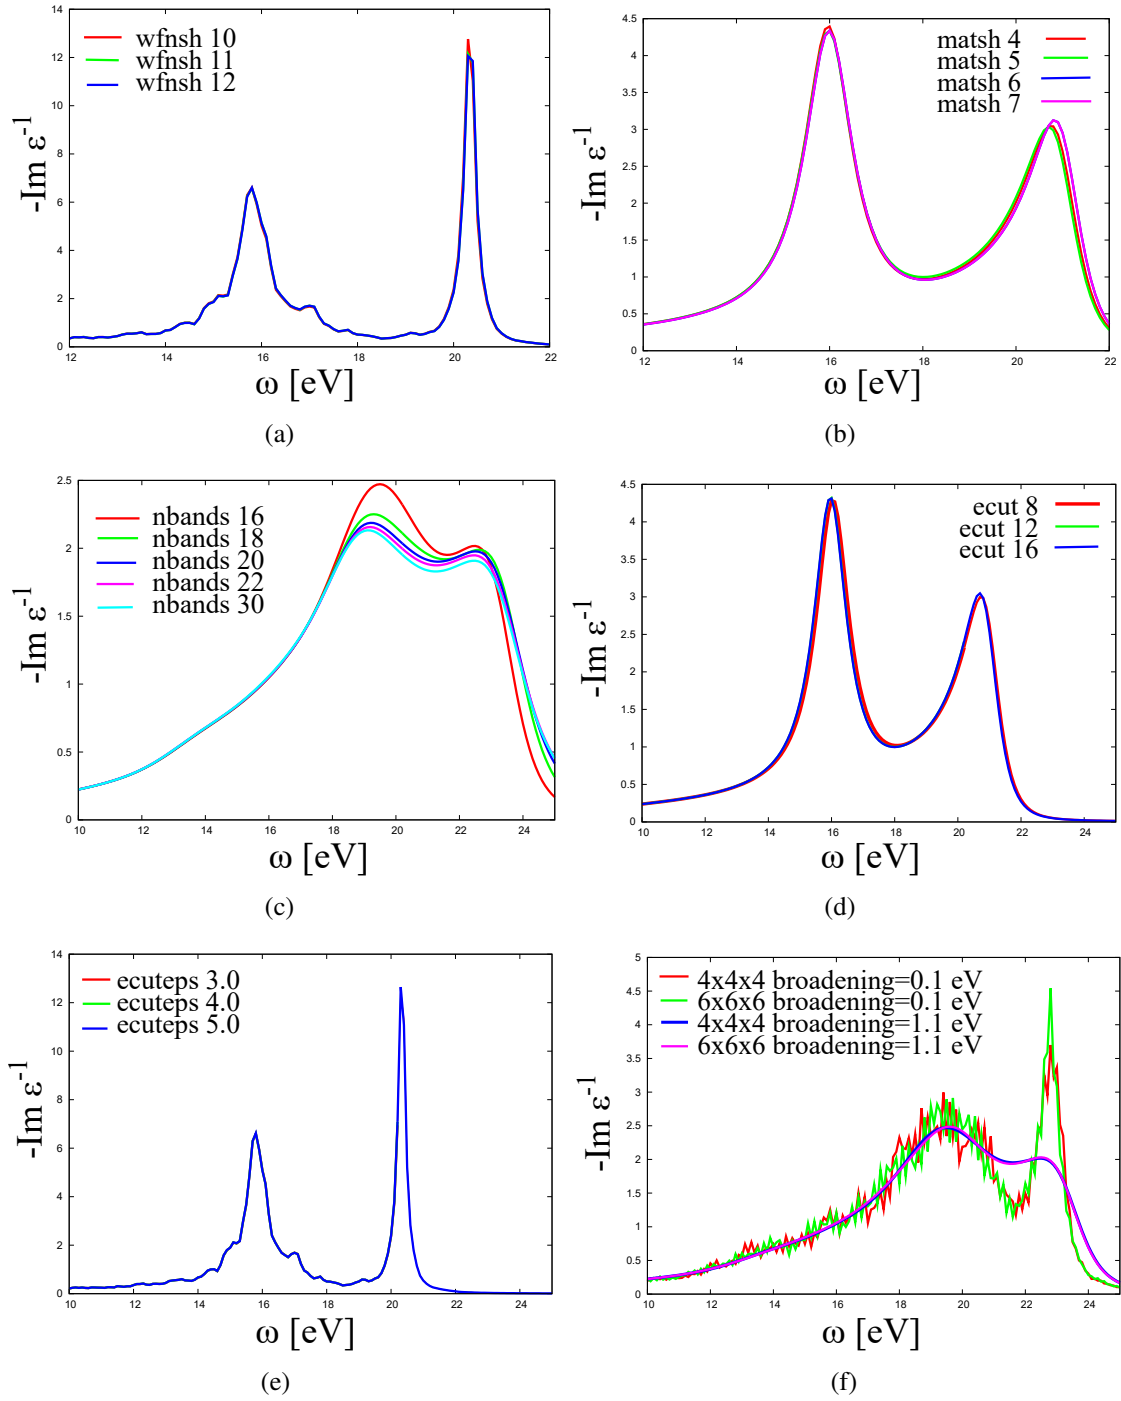 14
12
10
8
6
4
2
0
-Im ε-1
wfnsh 10
wfnsh 11
wfnsh 12
12 14 16 18 20 22
ω [eV]
(a)
4.5
4
3.5
3
2.5
2
1.5
1
0.5
0
-Im ε-1
matsh 4
matsh 5
matsh 6
matsh 7
12 14 16 18 20 22
ω [eV]
(b)
2.5
2
1.5
1
0.5
0
-Im ε-1
nbands 16
nbands 18
nbands 20
nbands 22
nbands 30
10 12 14 16 18 20 22 24
ω [eV]
(c)
4.5
4
3.5
3
2.5
2
1.5
1
0.5
0
-Im ε-1
ecut 8
ecut 12
ecut 16
10 12 14 16 18 20 22 24
ω [eV]
(d)
14
12
10
8
6
4
2
0
-Im ε-1
ecuteps 3.0
ecuteps 4.0
ecuteps 5.0
10 12 14 16 18 20 22 24
ω [eV]
(e)
5
4.5
4
3.5
3
2.5
2
1.5
1
0.5
0
-Im ε-1
4x4x4 broadening=0.1 eV
6x6x6 broadening=0.1 eV
4x4x4 broadening=1.1 eV
6x6x6 broadening=1.1 eV
10 12 14 16 18 20 22 24
ω [eV]
(f)